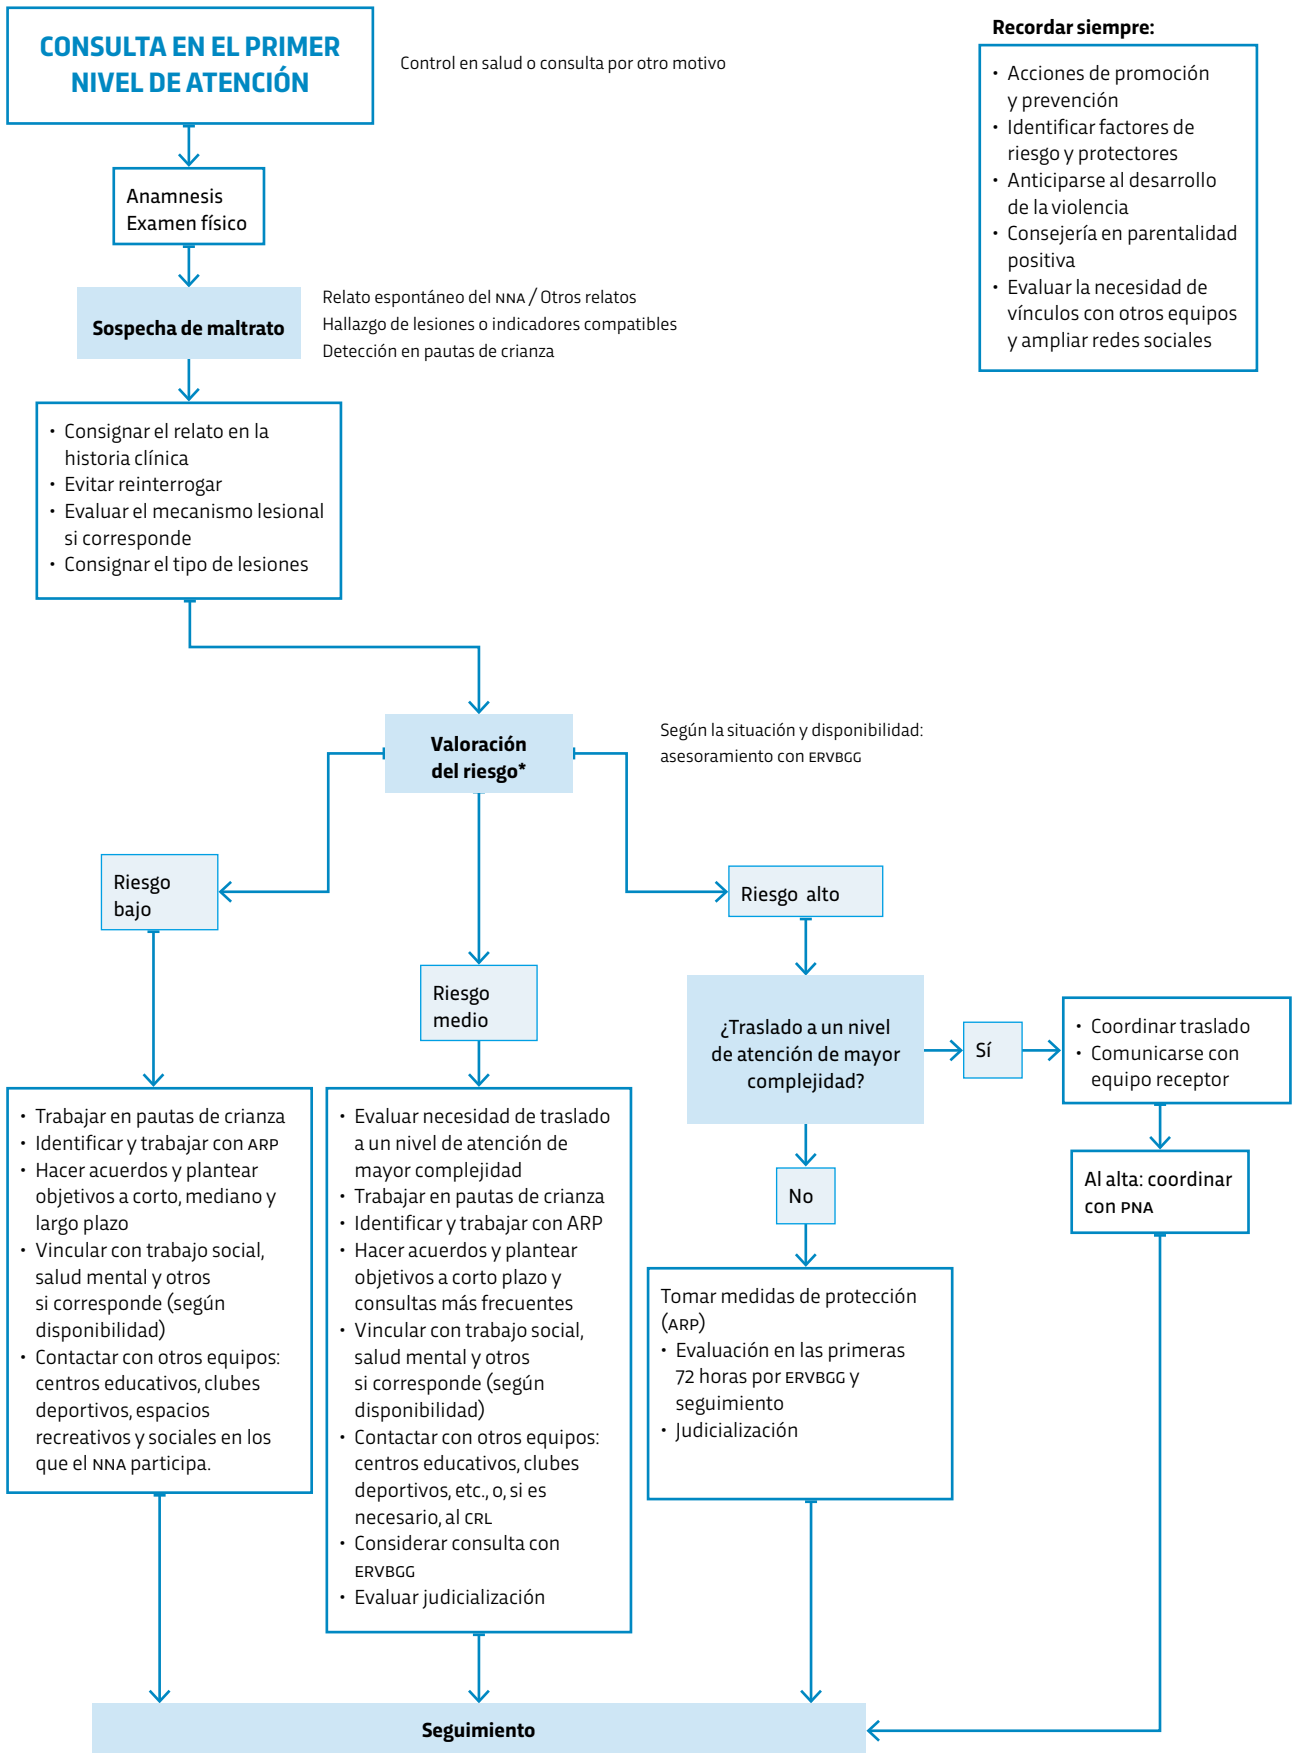 CONSULTA EN EL PRIMER
NIVEL DE ATENCIÓN
Control en salud o consulta por otro motivo
Recordar siempre:
• Acciones de promoción
y prevención
• Identificar factores de
riesgo y protectores
• Anticiparse al desarrollo
de la violencia
• Consejería en parentalidad
positiva
• Evaluar la necesidad de
vínculos con otros equipos
y ampliar redes sociales
Anamnesis
Examen físico
Sospecha de maltrato
Relato espontáneo del NNA / Otros relatos
Hallazgo de lesiones o indicadores compatibles
Detección en pautas de crianza
• Consignar el relato en la
historia clínica
• Evitar reinterrogar
• Evaluar el mecanismo lesional
si corresponde
• Consignar el tipo de lesiones
Valoración
del riesgo*
Según la situación y disponibilidad:
asesoramiento con ERVBGG
Riesgo
bajo
Riesgo
medio
Riesgo alto
¿Traslado a un nivel
de atención de mayor
complejidad?
Sí
• Coordinar traslado
• Comunicarse con
equipo receptor
Al alta: coordinar
con PNA
No
• Trabajar en pautas de crianza
• Identificar y trabajar con ARP
• Hacer acuerdos y plantear
objetivos a corto, mediano y
largo plazo
• Vincular con trabajo social,
salud mental y otros
si corresponde (según
disponibilidad)
• Contactar con otros equipos:
centros educativos, clubes
deportivos, espacios
recreativos y sociales en los
que el NNA participa.
• Evaluar necesidad de traslado
a un nivel de atención de
mayor complejidad
• Trabajar en pautas de crianza
• Identificar y trabajar con ARP
• Hacer acuerdos y plantear
objetivos a corto plazo y
consultas más frecuentes
• Vincular con trabajo social,
salud mental y otros
si corresponde (según
disponibilidad)
• Contactar con otros equipos:
centros educativos, clubes
deportivos, etc., o, si es
necesario, al CRL
• Considerar consulta con
ERVBGG
• Evaluar judicialización
Tomar medidas de protección
(ARP)
• Evaluación en las primeras
72 horas por ERVBGG y
seguimiento
• Judicialización
Seguimiento